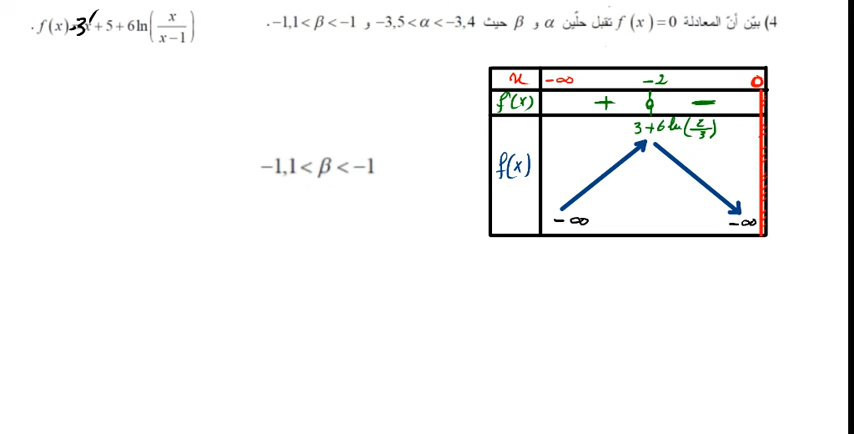 4) بيّن أنّ المعادلة f(x)=0 تقبل حلّين α و β حيث -3,5<α<-3,4 و -1,1<β<-1.
.f(x)= +5+6ln(x/(x-1))
x -∞ -2 0
f'(x) + 0 -
3+6ln(2/3)
f(x)
-∞ -∞
-1,1<β<-1